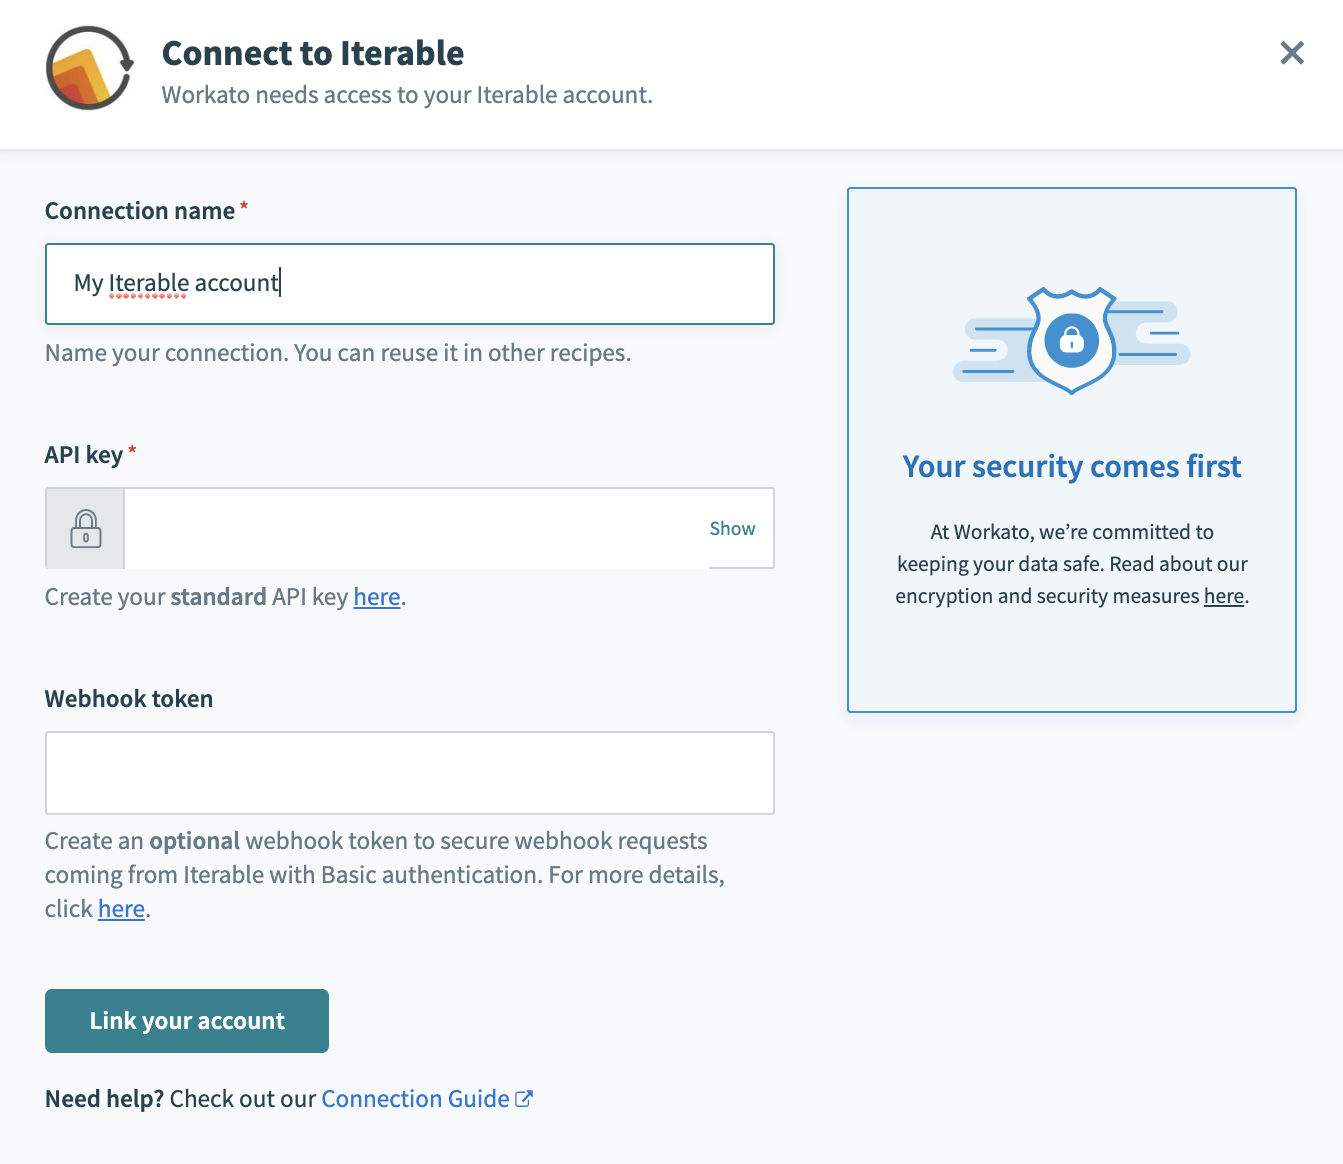 Connect to Iterable
Workato needs access to your Iterable account.
Connection name *
My Iterable account
Name your connection. You can reuse it in other recipes.
API key *
Show
Create your standard API key here.
Webhook token
Create an optional webhook token to secure webhook requests
coming from Iterable with Basic authentication. For more details,
click here.
Link your account
Need help? Check out our Connection Guide
Your security comes first
At Workato, we’re committed to
keeping your data safe. Read about our
encryption and security measures here.